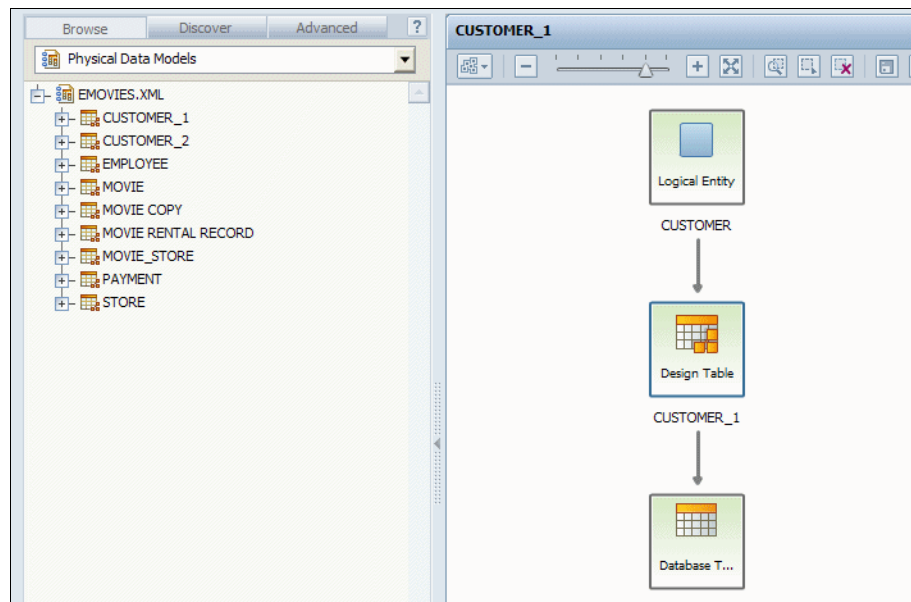 Browse
Discover
Advanced
?
Physical Data Models
EMOVIES.XML
CUSTOMER_1
CUSTOMER_2
EMPLOYEE
MOVIE
MOVIE COPY
MOVIE RENTAL RECORD
MOVIE_STORE
PAYMENT
STORE
CUSTOMER_1
Logical Entity
CUSTOMER
Design Table
CUSTOMER_1
Database T...